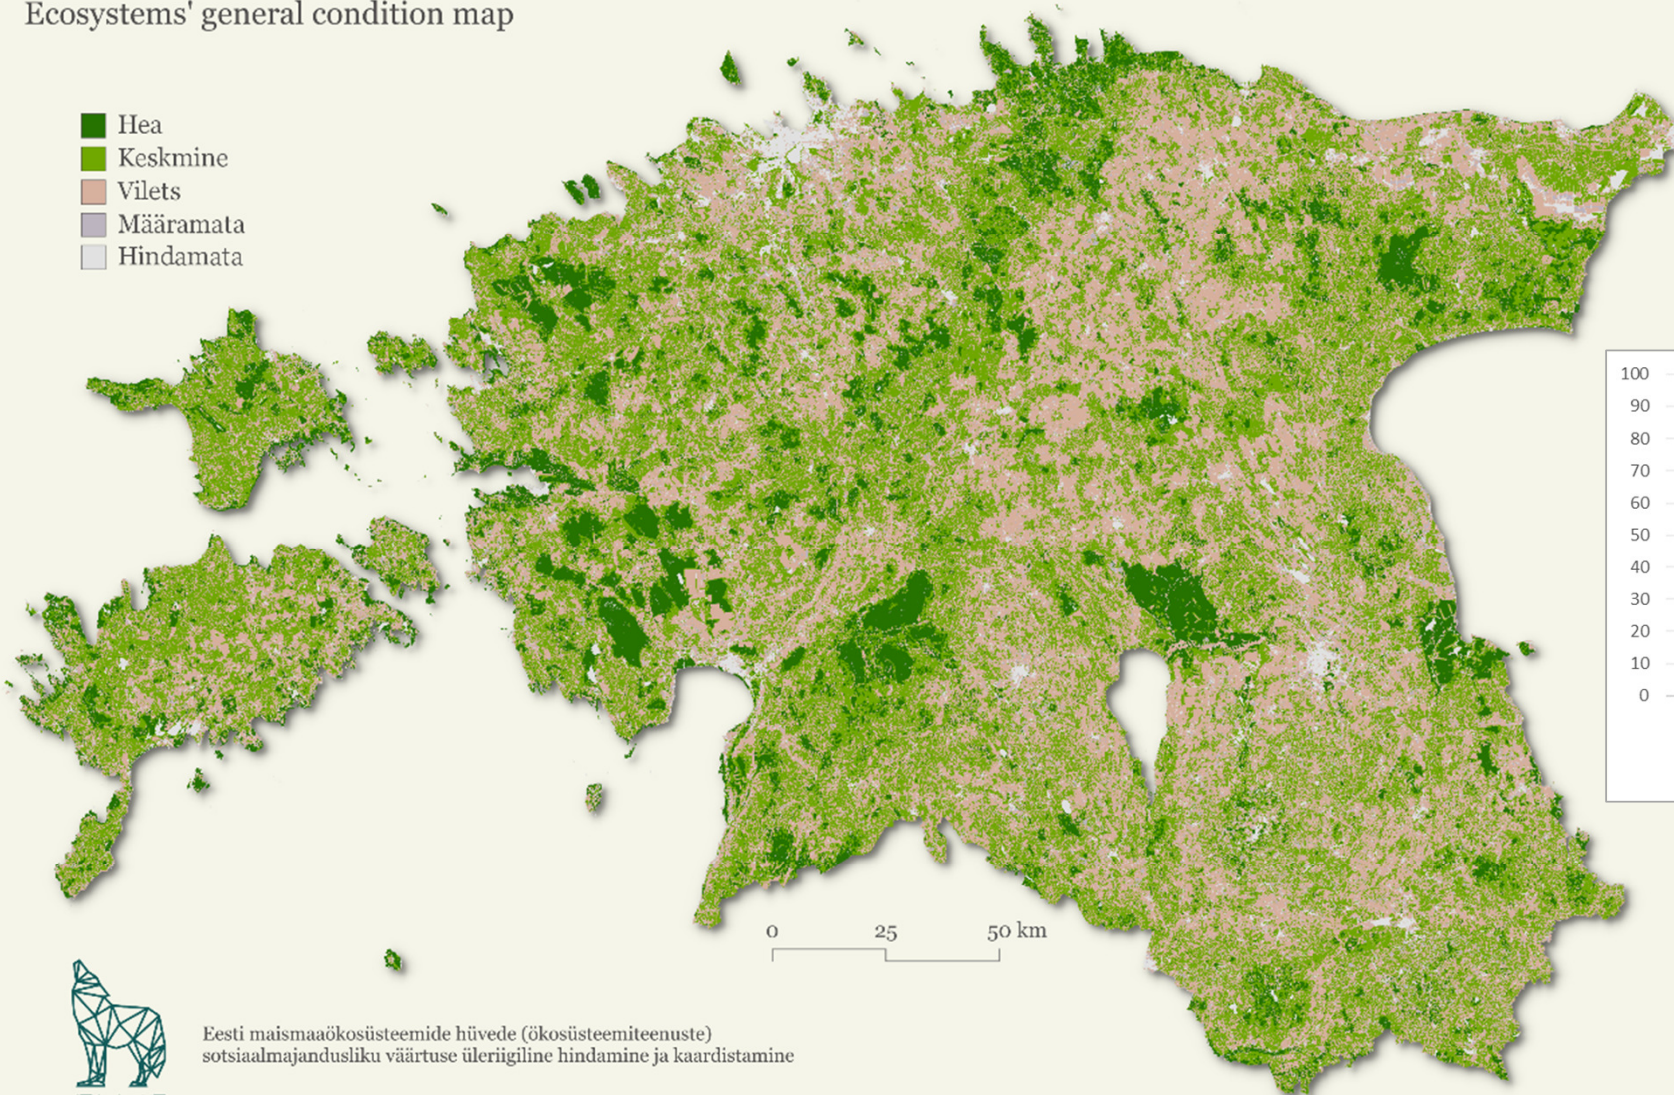 Ecosystems' general condition map
Hea
Keskmine
Vilets
Määramata
Hindamata
100
90
80
70
60
50
40
30
20
10
0
0 25 50 km
Eesti maismaaökosüsteemide hüvede (ökosüsteemiteenuste)
sotsiaalmajandusliku väärtuse üleriigiline hindamine ja kaardistamine